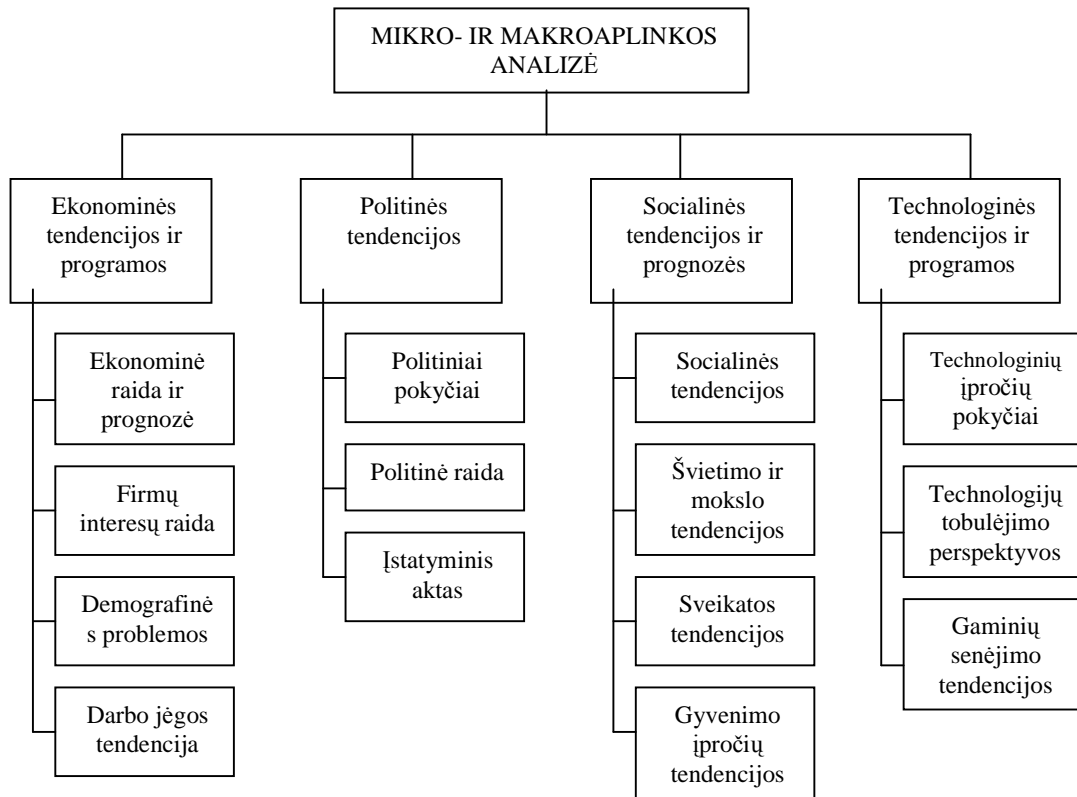 MIKRO- IR MAKROAPLINKOS
ANALIZĖ
Ekonominės
tendencijos ir
programos
Ekonominė
raida ir
prognozė
Firmų
interesų raida
Demografinė
s problemos
Darbo jėgos
tendencija
Politinės
tendencijos
Politiniai
pokyčiai
Politinė raida
Įstatyminis
aktas
Socialinės
tendencijos ir
prognozės
Socialinės
tendencijos
Švietimo ir
mokslo
tendencijos
Sveikatos
tendencijos
Gyvenimo
įpročių
tendencijos
Technologinės
tendencijos ir
programos
Technologinių
įpročių
pokyčiai
Technologijų
tobulėjimo
perspektyvos
Gaminių
senėjimo
tendencijos